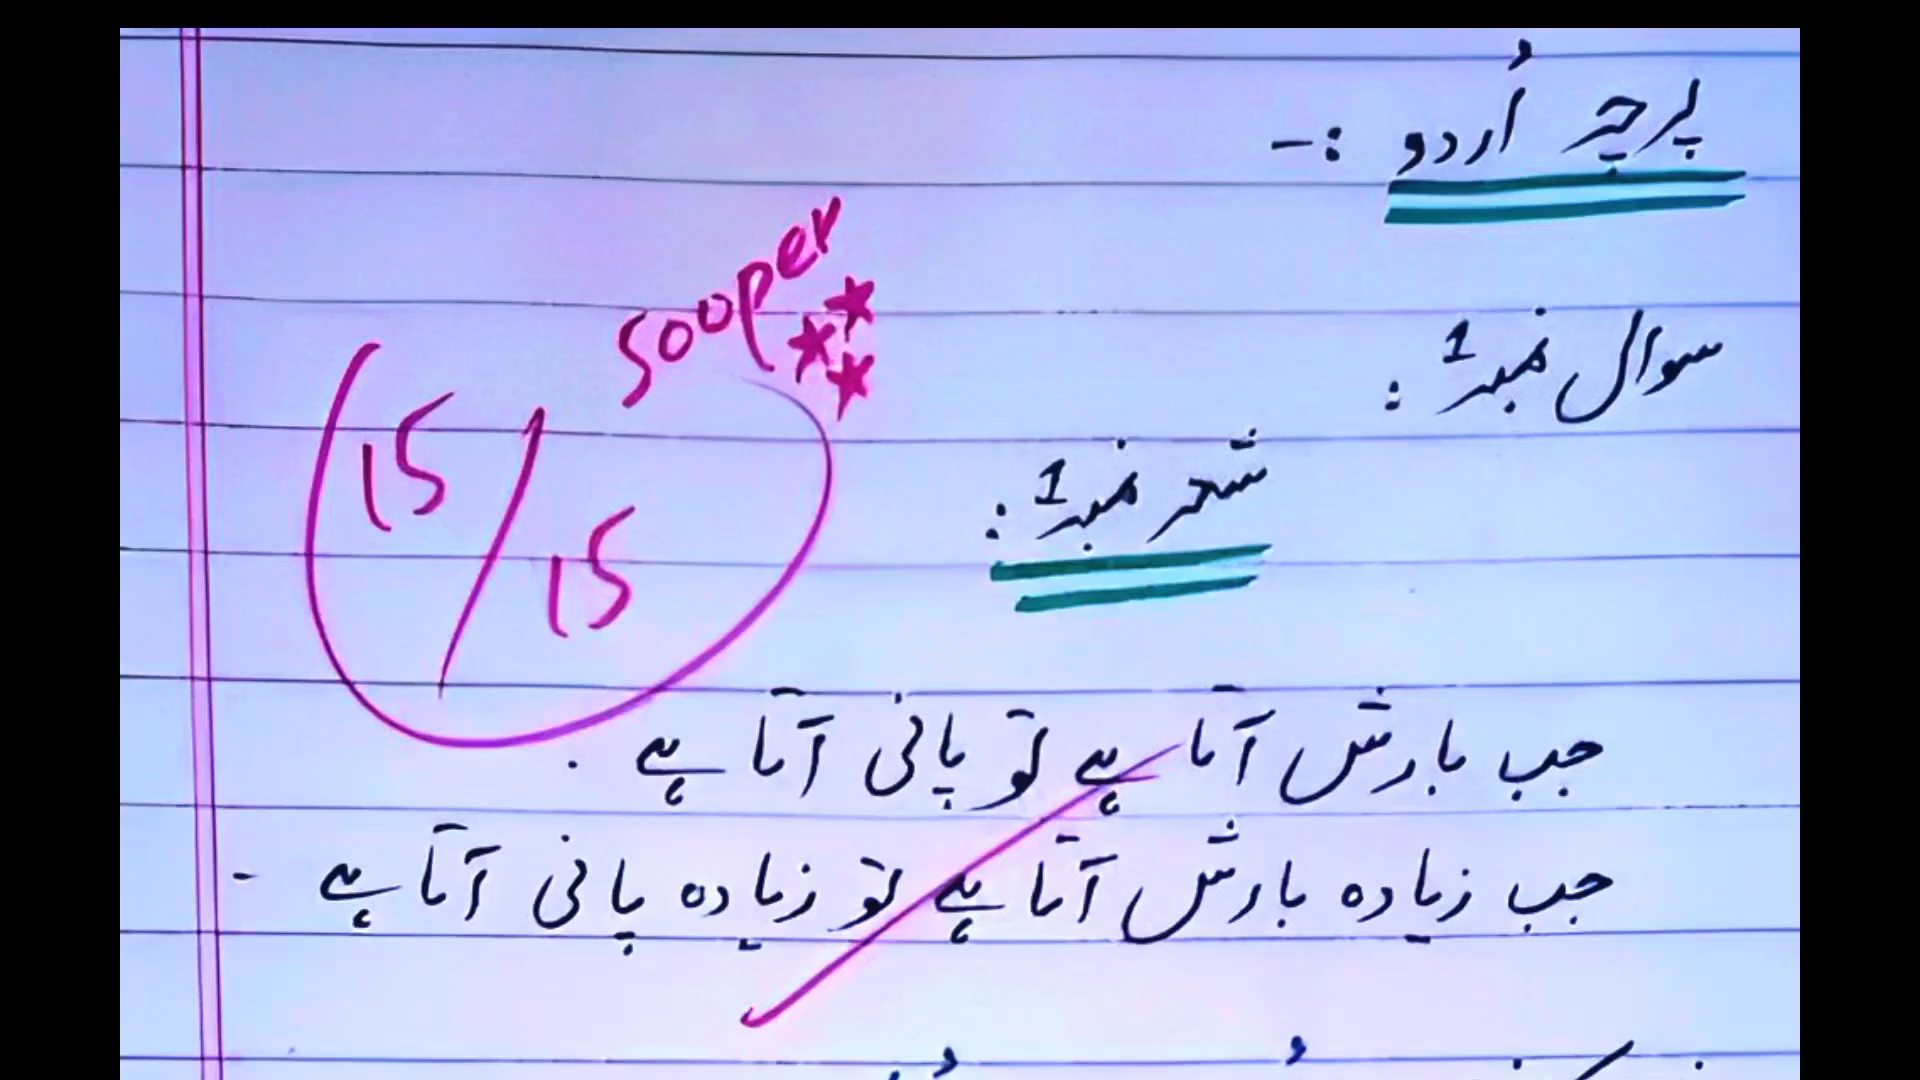 پرچہ اُردو :-
سوال نمبر 1 :
sooper
15/15
شعر نمبر 1 :
جب بارش آتا ہے تو پانی آتا ہے .
جب زیادہ بارش آتا ہے تو زیادہ پانی آتا ہے -